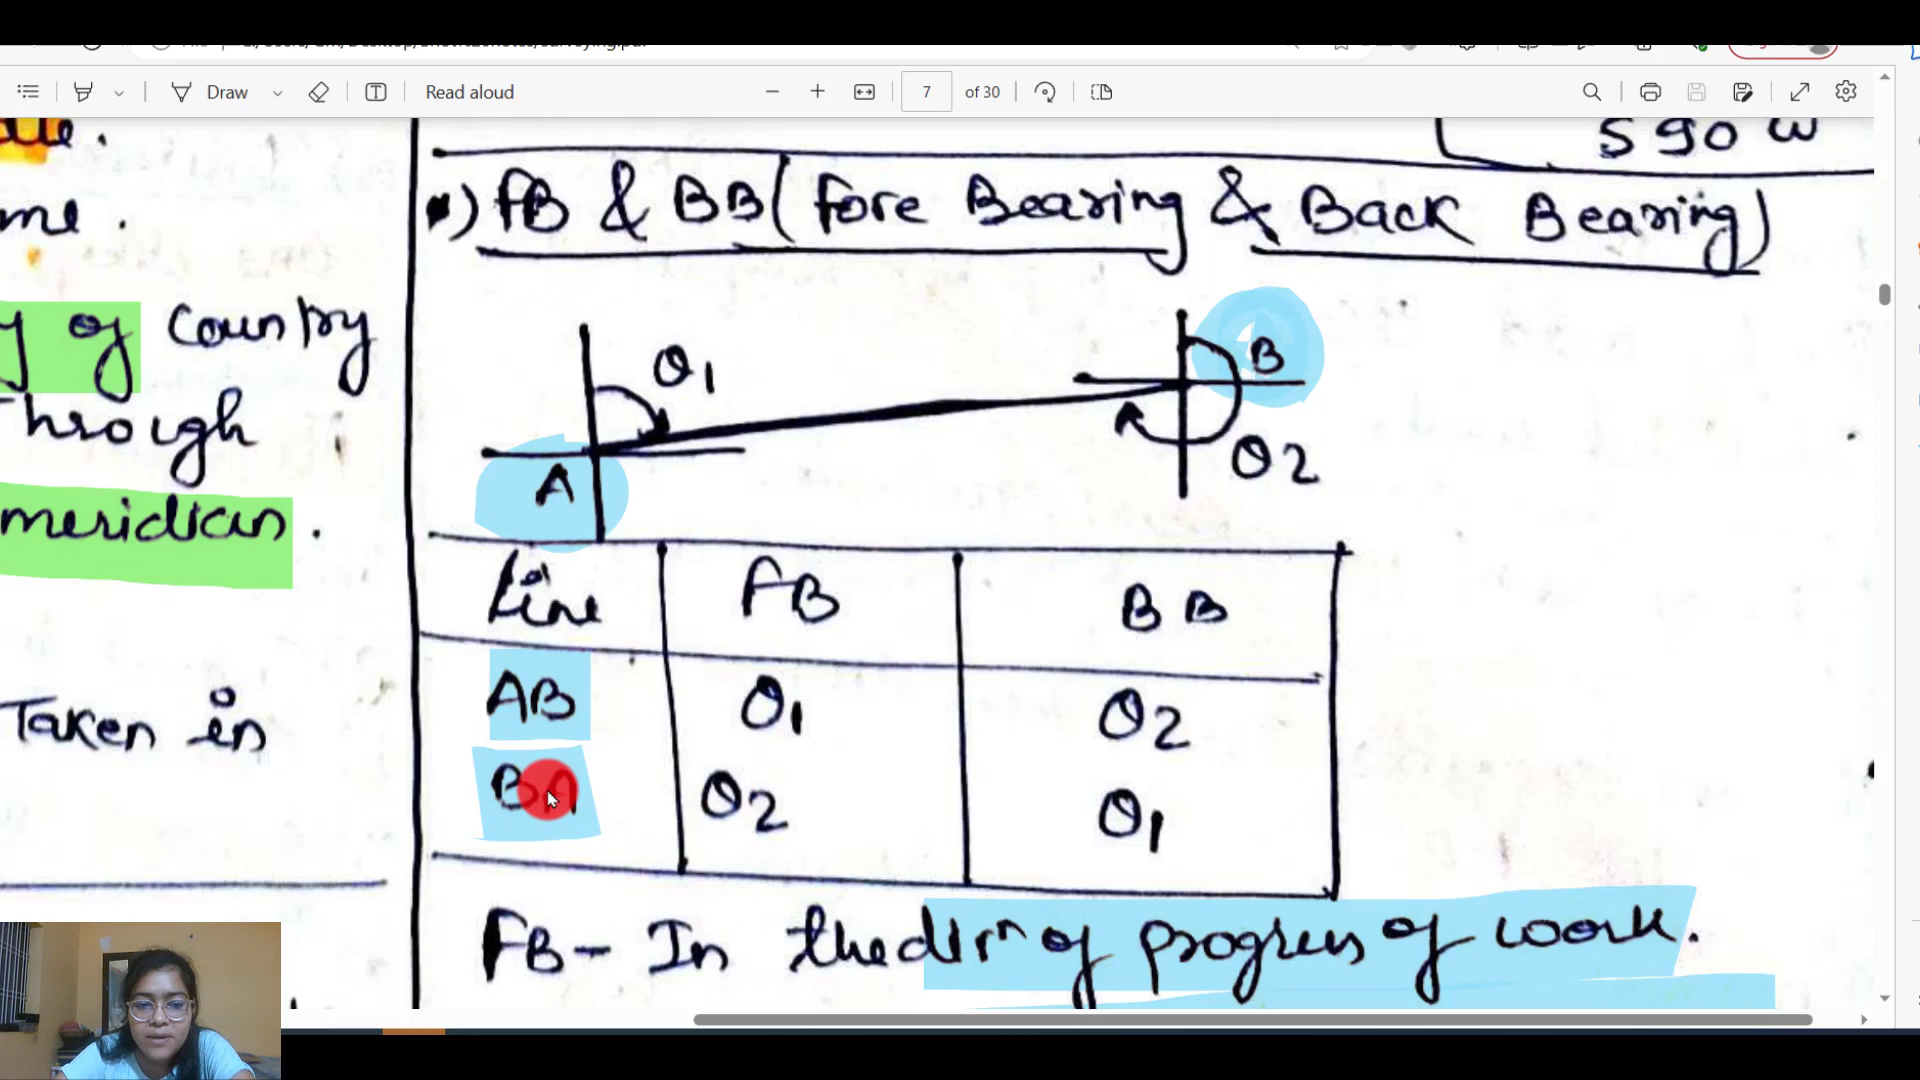 Draw
Read aloud
7 of 30
me.
y of Country
Through
meridian.
Taken in
S 90 W
FB & BB (Fore Bearing & Back Bearing)
θ1
B
A
θ2
Line FB BB
AB θ1 θ2
BA θ2 θ1
FB - In the dirn of progress of work.